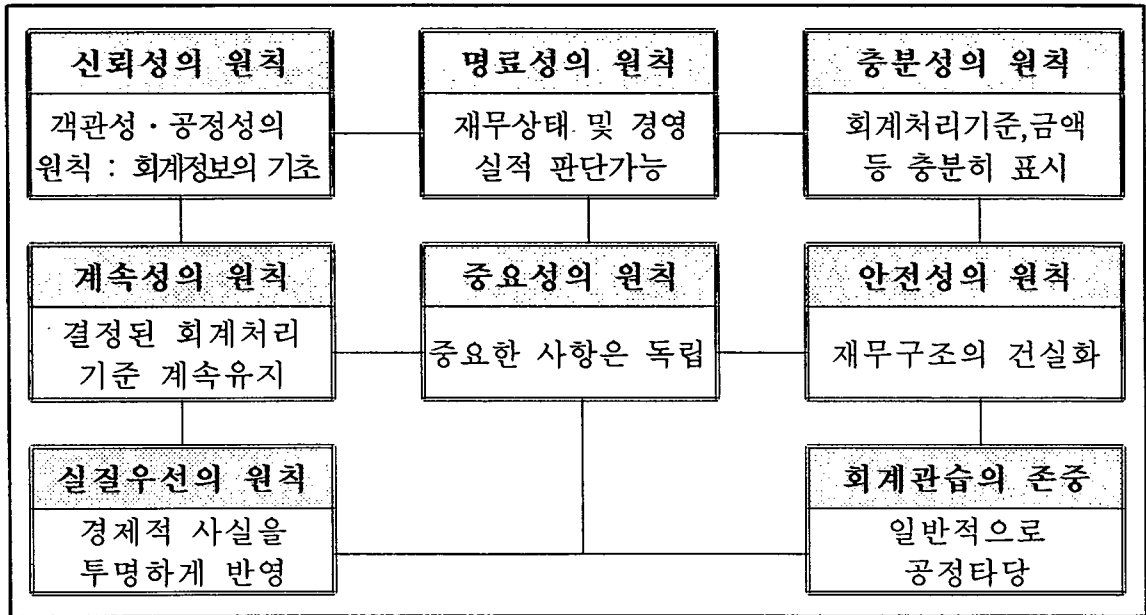 신뢰성의 원칙
객관성·공정성의
원칙 : 회계정보의 기초
명료성의 원칙
재무상태 및 경영
실적 판단가능
충분성의 원칙
회계처리기준,금액
등 충분히 표시
계속성의 원칙
결정된 회계처리
기준 계속유지
중요성의 원칙
중요한 사항은 독립
안전성의 원칙
재무구조의 건실화
실질우선의 원칙
경제적 사실을
투명하게 반영
회계관습의 존중
일반적으로
공정타당